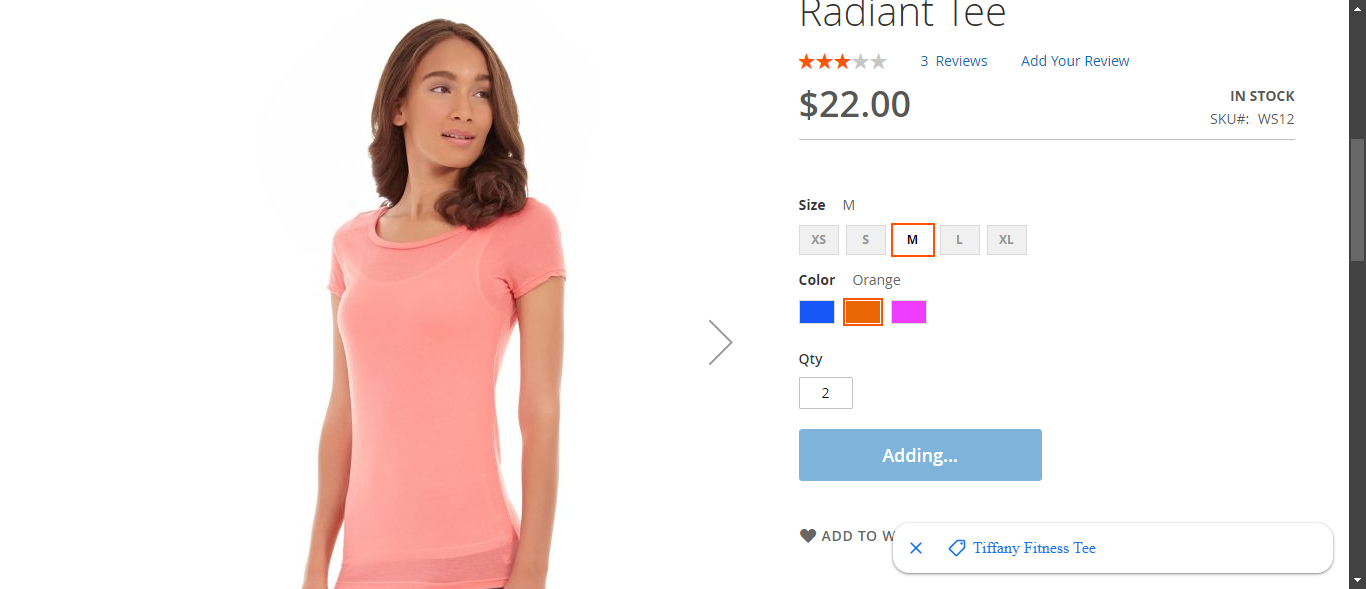 Radiant Tee
3 Reviews Add Your Review
$22.00
IN STOCK
SKU#: WS12
Size M
XS S M L XL
Color Orange
Qty
2
Adding...
ADD TO W
Tiffany Fitness Tee